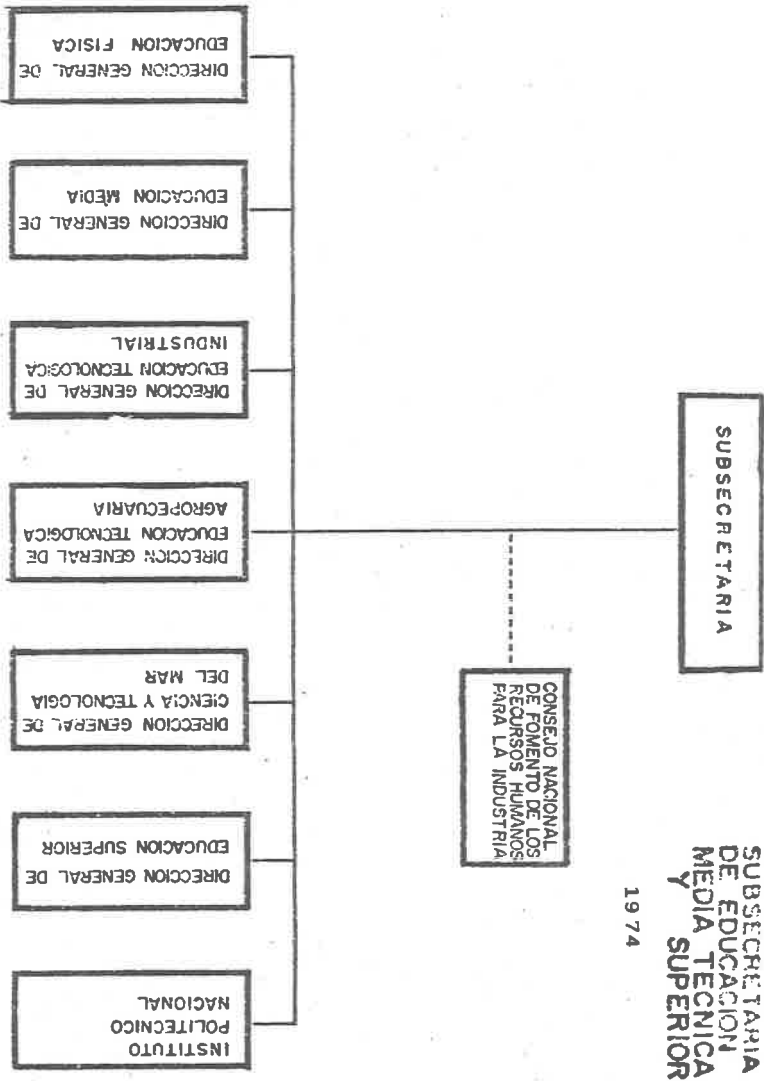 SUBSECRETARIA
DE EDUCACION
MEDIA TECNICA
Y SUPERIOR
1974
SUBSECRETARIA
CONSEJO NACIONAL
DE FOMENTO DE LOS
RECURSOS HUMANOS
PARA LA INDUSTRIA
DIRECCION GENERAL DE
EDUCACION FISICA
DIRECCION GENERAL DE
EDUCACION MEDIA
DIRECCION GENERAL DE
EDUCACION TECNOLOGICA
INDUSTRIAL
DIRECCION GENERAL DE
EDUCACION TECNOLOGICA
AGROPECUARIA
DIRECCION GENERAL DE
CIENCIA Y TECNOLOGIA
DEL MAR
DIRECCION GENERAL DE
EDUCACION SUPERIOR
INSTITUTO
POLITECNICO
NACIONAL